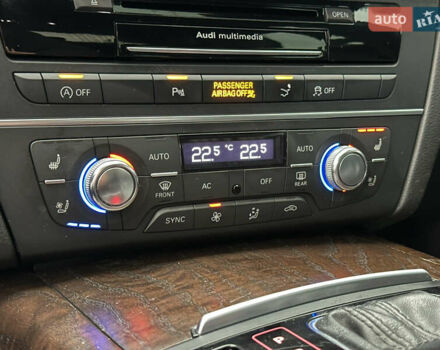 auto RIA
OPEN
Audi multimedia
A OFF
PASSENGER
AIRBAG OFF
OFF
AUTO
22.5 °C 22.5
AUTO
FRONT
AC
OFF
REAR
SYNC